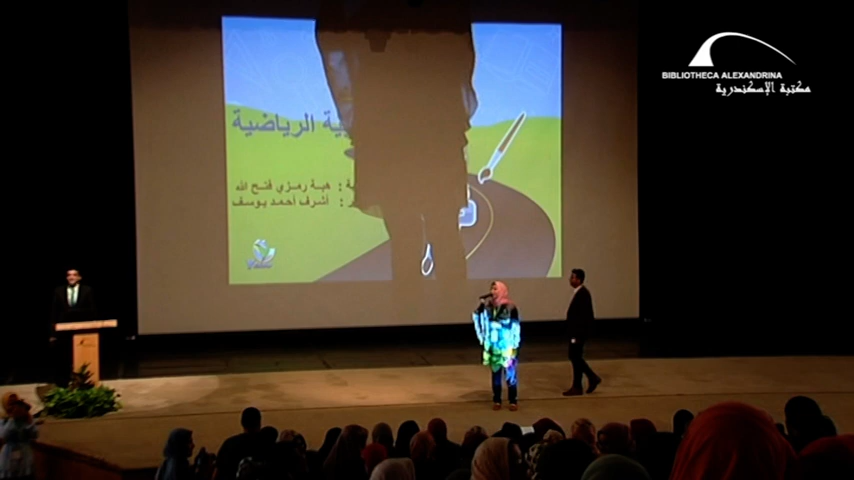 BIBLIOTHECA ALEXANDRINA
مكتبة الإسكندرية
الرياضية
هبة رمزي فتح الله
أشرف أحمد يوسف